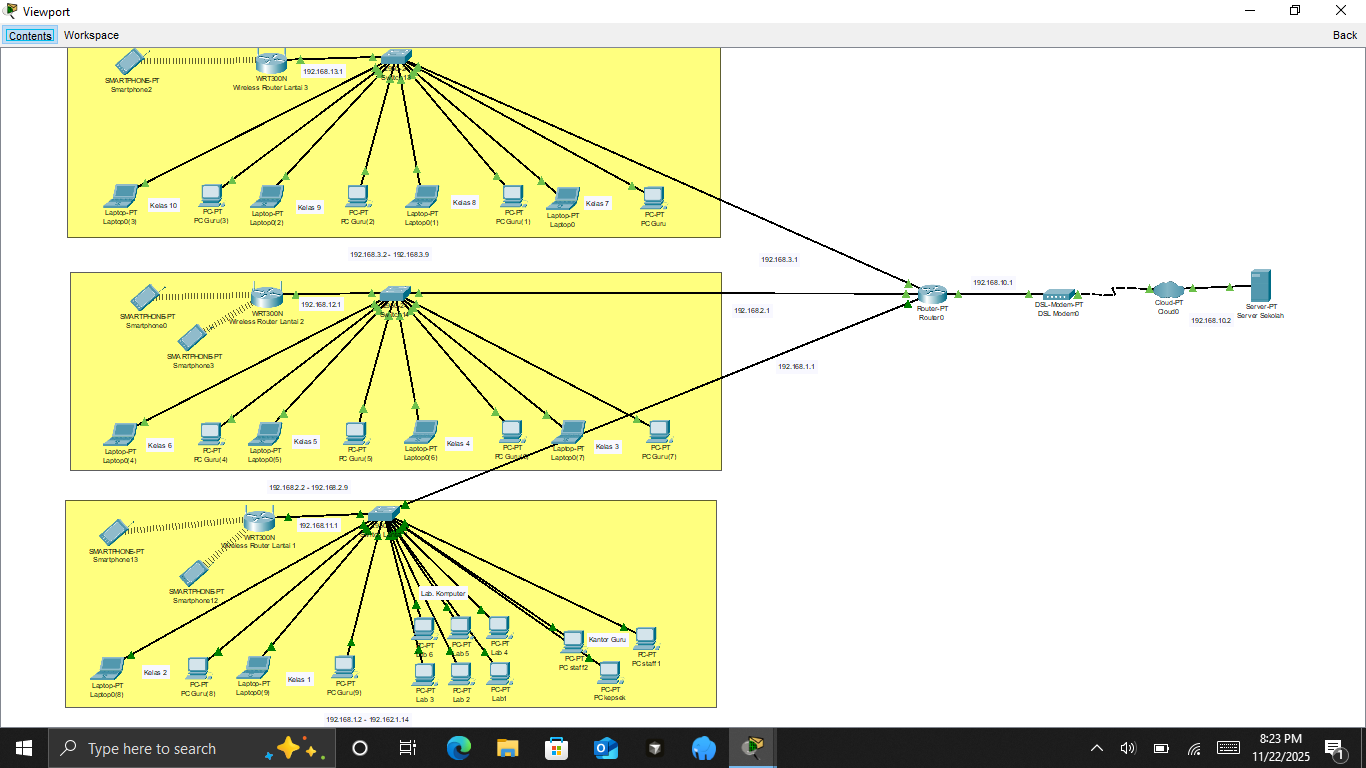 Viewport
Contents Workspace Back
SMARTPHONE-PT
Smartphone2
WRT300N
Wireless Router Lantai 3
192.168.13.1
Laptop-PT
Laptop0(3)
Kelas 10
PC-PT
PC Guru(3)
Laptop-PT
Laptop0(2)
Kelas 9
PC-PT
PC Guru(2)
Laptop-PT
Laptop0(1)
Kelas 8
PC-PT
PC Guru(1)
Laptop-PT
Laptop0
Kelas 7
PC-PT
PC Guru
192.168.3.2 - 192.168.3.9
192.168.3.1
SMARTPHONE-PT
Smartphone0
WRT300N
Wireless Router Lantai 2
192.168.12.1
SMARTPHONE-PT
Smartphone3
192.168.2.1
Router-PT
Router0
192.168.10.1
DSL-Modem-PT
DSL Modem0
Cloud-PT
Cloud0
192.168.10.2
Server-PT
Server Sekolah
192.168.1.1
Laptop-PT
Laptop0(4)
Kelas 6
PC-PT
PC Guru(4)
Laptop-PT
Laptop0(5)
Kelas 5
PC-PT
PC Guru(5)
Laptop-PT
Laptop0(6)
Kelas 4
PC-PT
Laptop-PT
Laptop0(7)
Kelas 3
PC-PT
PC Guru(7)
192.168.2.2 - 192.168.2.9
SMARTPHONE-PT
Smartphone13
WRT300N
Wireless Router Lantai 1
192.168.11.1
SMARTPHONE-PT
Smartphone12
Lab. Komputer
PC-PT
Lab 6
PC-PT
Lab 5
PC-PT
Lab 4
PC-PT
PC staff2
Kantor Guru
PC-PT
PC staff1
Laptop-PT
Laptop0(8)
Kelas 2
PC-PT
PC Guru(8)
Laptop-PT
Laptop0(9)
Kelas 1
PC-PT
PC Guru(9)
PC-PT
Lab 3
PC-PT
Lab 2
PC-PT
Lab1
PC-PT
PC kepsek
192.168.1.2 - 192.162.1.14
Type here to search
8:23 PM
11/22/2025
1